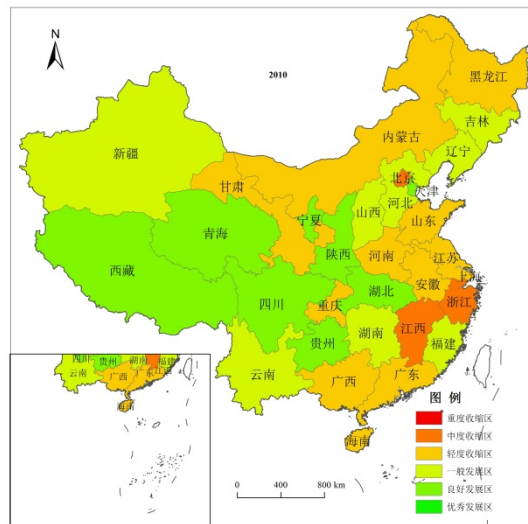 N
2010
黑龙江
吉林
内蒙古
辽宁
新疆
北京
天津
甘肃
河北
山西
宁夏
山东
青海
陕西
河南
江苏
西藏
安徽
上海
四川
重庆
湖北
浙江
湖南
江西
贵州
福建
云南
广西
广东
海南
四川
贵州
湖南
福建
云南
广西
广东
江西
海南
图 例
重度收缩区
中度收缩区
轻度收缩区
一般发展区
良好发展区
优秀发展区
0 400 800 km